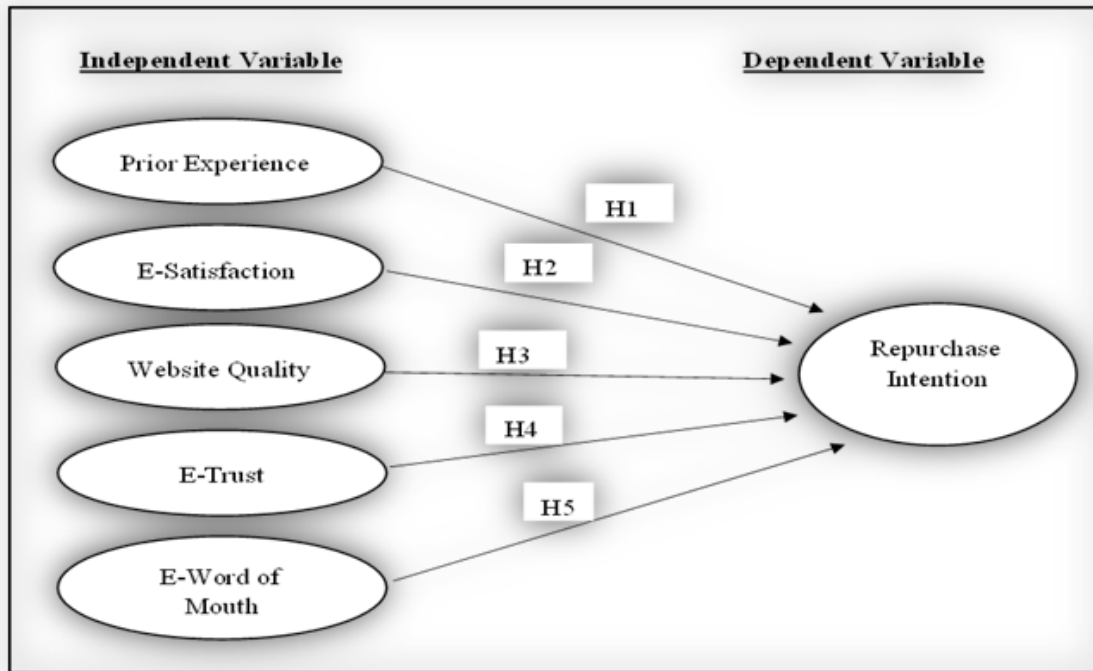 Independent Variable
Dependent Variable
Prior Experience
H1
E-Satisfaction
H2
Website Quality
H3
Repurchase
Intention
E-Trust
H4
E-Word of
Mouth
H5